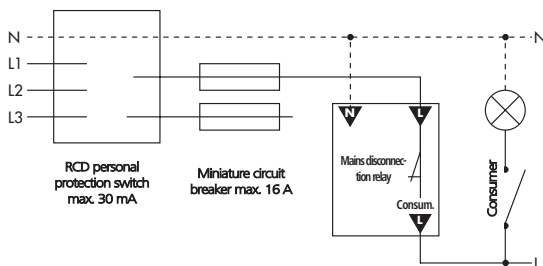 N
N
L1
L2
L3
RCD personal
protection switch
max. 30 mA
Miniature circuit
breaker max. 16 A
N
L
Mains disconnec-
tion relay
Consum.
L
Consumer
L